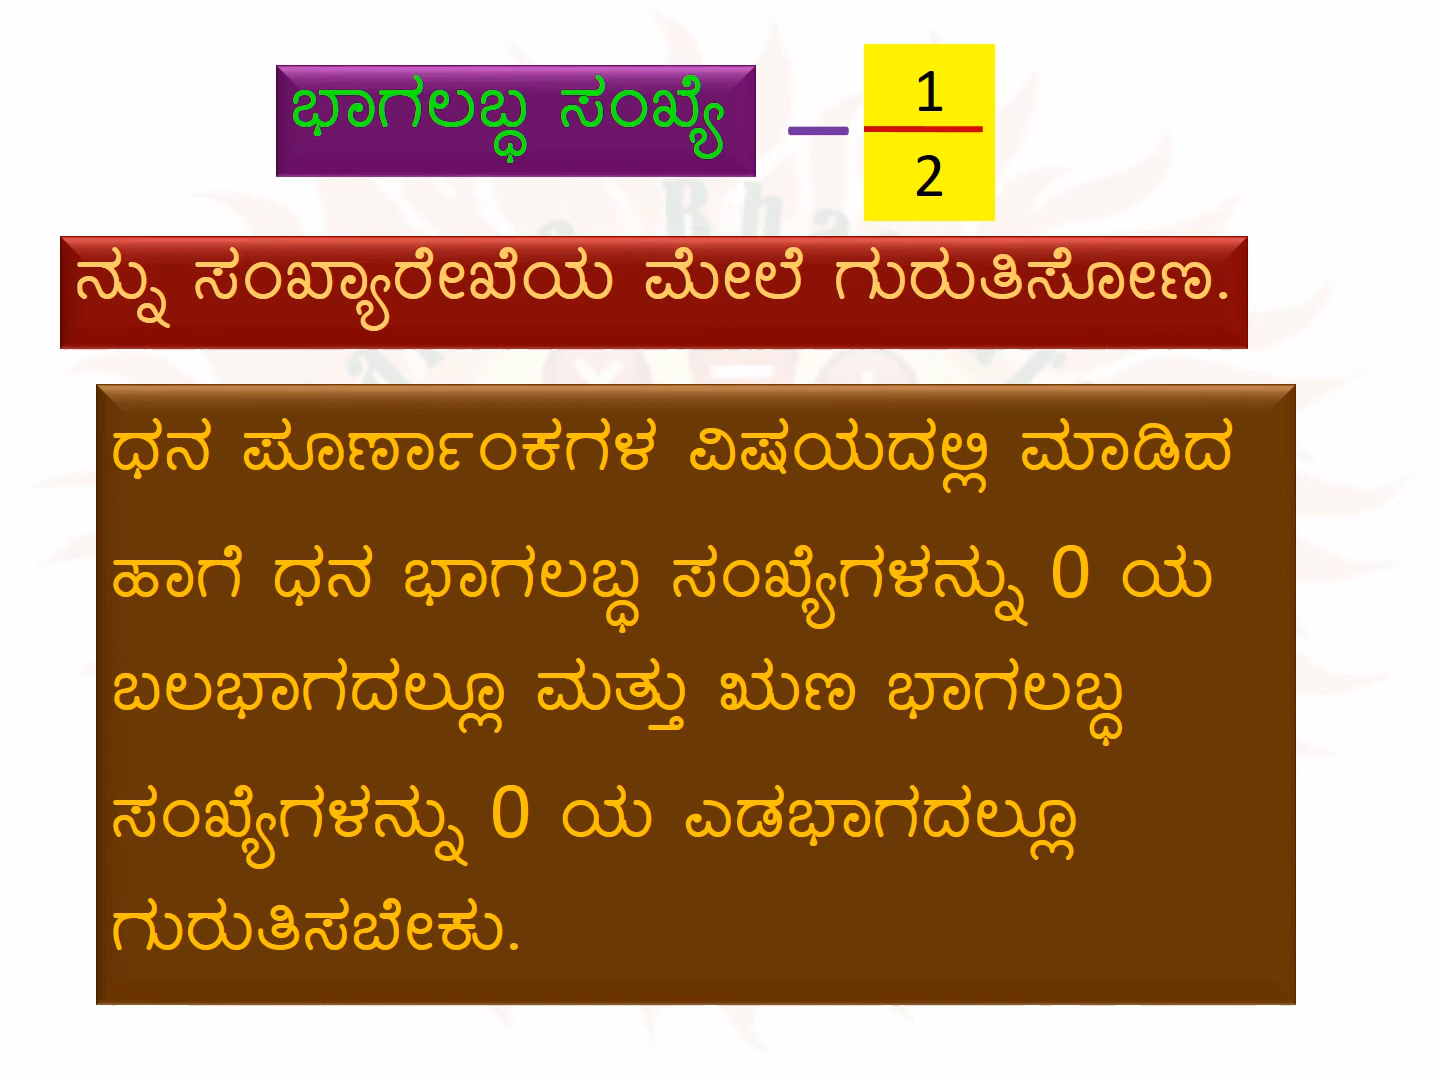 ಭಾಗಲಬ್ಧ ಸಂಖ್ಯೆ – 1/2
ನ್ನು ಸಂಖ್ಯಾರೇಖೆಯ ಮೇಲೆ ಗುರುತಿಸೋಣ.
ಧನ ಪೂರ್ಣಾಂಕಗಳ ವಿಷಯದಲ್ಲಿ ಮಾಡಿದ
ಹಾಗೆ ಧನ ಭಾಗಲಬ್ಧ ಸಂಖ್ಯೆಗಳನ್ನು 0 ಯ
ಬಲಭಾಗದಲ್ಲೂ ಮತ್ತು ಋಣ ಭಾಗಲಬ್ಧ
ಸಂಖ್ಯೆಗಳನ್ನು 0 ಯ ಎಡಭಾಗದಲ್ಲೂ
ಗುರುತಿಸಬೇಕು.